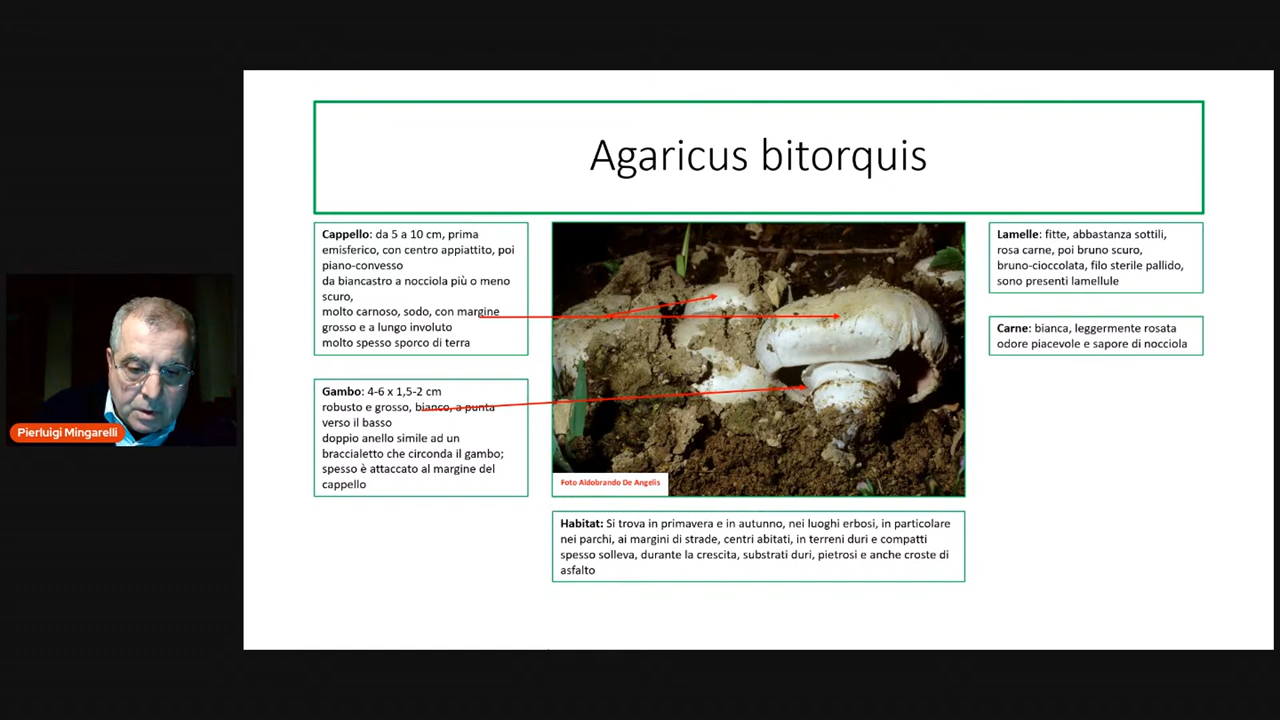 Agaricus bitorquis
Cappello: da 5 a 10 cm, prima
emisferico, con centro appiattito, poi
piano-convesso
da biancastro a nocciola più o meno
scuro,
molto carnoso, sodo, con margine
grosso e a lungo involuto
molto spesso sporco di terra
Gambo: 4-6 x 1,5-2 cm
robusto e grosso, bianco, a punta
verso il basso
doppio anello simile ad un
braccialetto che circonda il gambo;
spesso è attaccato al margine del
cappello
Foto Aldobrando De Angelis
Habitat: Si trova in primavera e in autunno, nei luoghi erbosi, in particolare
nei parchi, ai margini di strade, centri abitati, in terreni duri e compatti
spesso solleva, durante la crescita, substrati duri, pietrosi e anche croste di
asfalto
Lamelle: fitte, abbastanza sottili,
rosa carne, poi bruno scuro,
bruno-cioccolata, filo sterile pallido,
sono presenti lamellule
Carne: bianca, leggermente rosata
odore piacevole e sapore di nocciola
Pierluigi Mingarelli